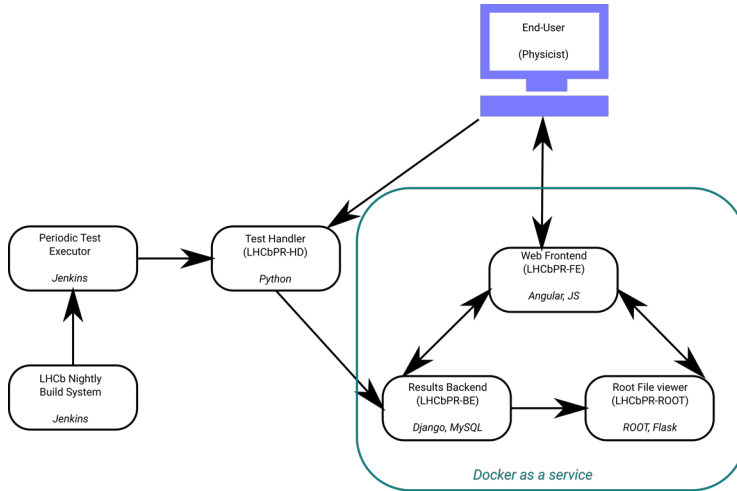 End-User
(Physicist)
Periodic Test
Executor
Jenkins
Test Handler
(LHCbPR-HD)
Python
Web Frontend
(LHCbPR-FE)
Angular, JS
LHCb Nightly
Build System
Jenkins
Results Backend
(LHCbPR-BE)
Django, MySQL
Root File viewer
(LHCbPR-ROOT)
ROOT, Flask
Docker as a service